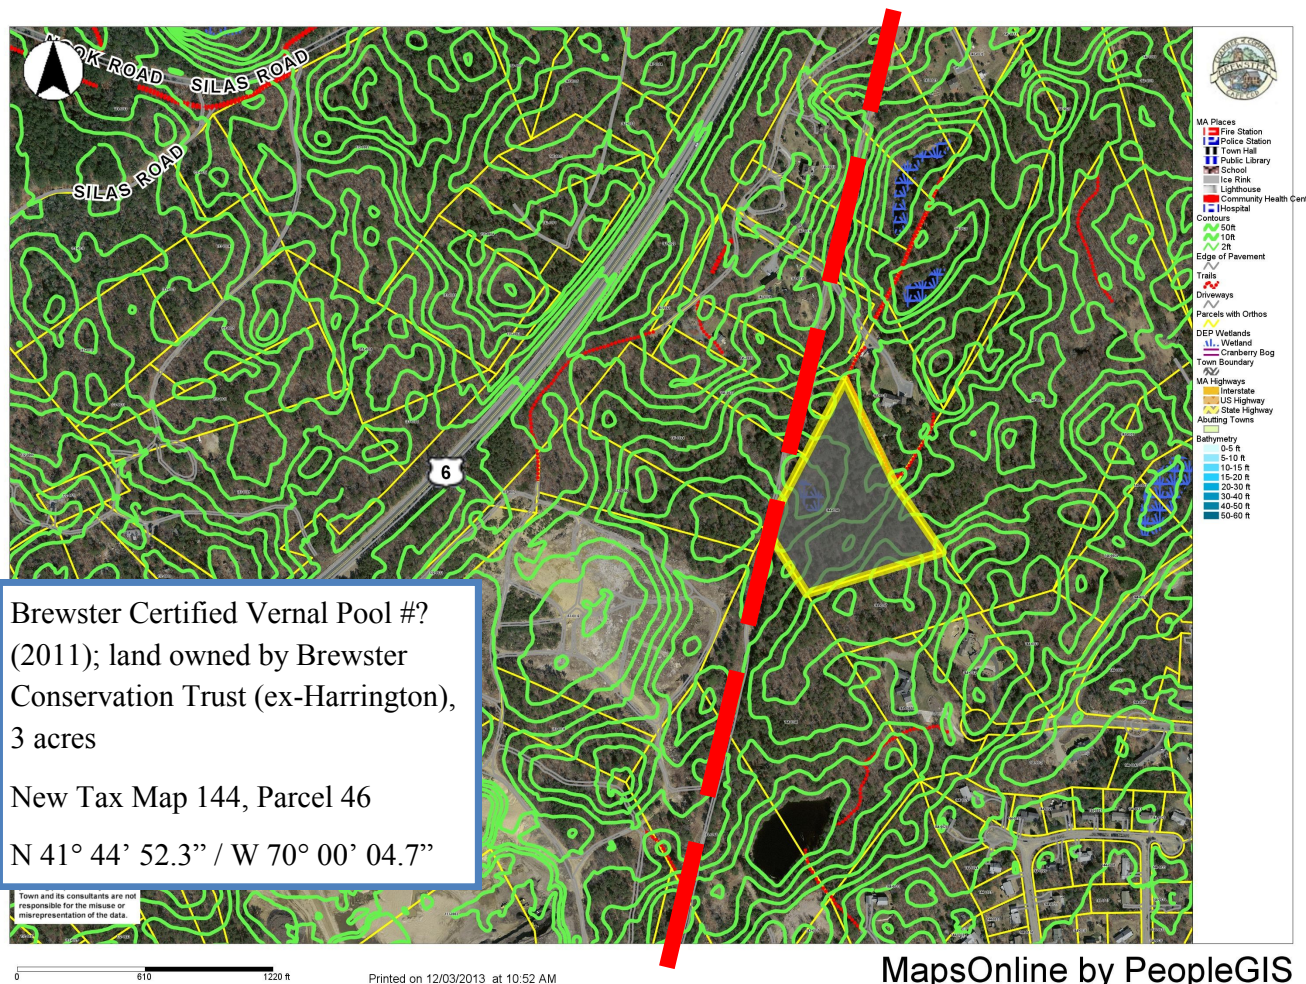 NOOK ROAD
SILAS ROAD
SILAS ROAD
6
MA Places
Fire Station
Police Station
Town Hall
Public Library
School
Ice Rink
Lighthouse
Community Health Cent
Hospital
Contours
50ft
10ft
2ft
Edge of Pavement
Trails
Driveways
Parcels with Orthos
DEP Wetlands
Wetland
Cranberry Bog
Town Boundary
MA Highways
Interstate
US Highway
State Highway
Abutting Towns
Bathymetry
0-5 ft
5-10 ft
10-15 ft
15-20 ft
20-30 ft
30-40 ft
40-50 ft
50-60 ft
Brewster Certified Vernal Pool #?
(2011); land owned by Brewster
Conservation Trust (ex-Harrington),
3 acres
New Tax Map 144, Parcel 46
N 41° 44’ 52.3” / W 70° 00’ 04.7”
Town and its consultants are not
responsible for the misuse or
misrepresentation of the data.
0 610 1220 ft
Printed on 12/03/2013 at 10:52 AM
MapsOnline by PeopleGIS